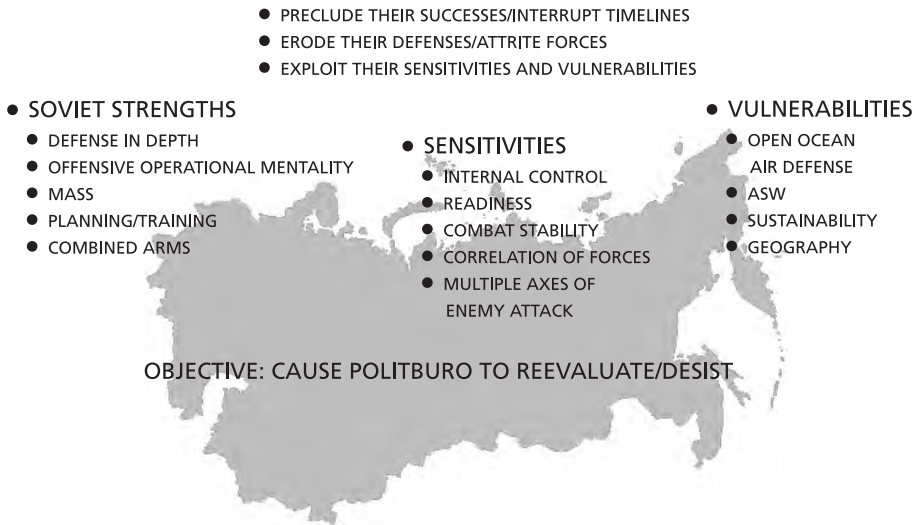 ● PRECLUDE THEIR SUCCESSES/INTERRUPT TIMELINES
● ERODE THEIR DEFENSES/ATTRITE FORCES
● EXPLOIT THEIR SENSITIVITIES AND VULNERABILITIES
● SOVIET STRENGTHS
● DEFENSE IN DEPTH
● OFFENSIVE OPERATIONAL MENTALITY
● MASS
● PLANNING/TRAINING
● COMBINED ARMS
● SENSITIVITIES
● INTERNAL CONTROL
● READINESS
● COMBAT STABILITY
● CORRELATION OF FORCES
● MULTIPLE AXES OF
ENEMY ATTACK
● VULNERABILITIES
● OPEN OCEAN
AIR DEFENSE
● ASW
● SUSTAINABILITY
● GEOGRAPHY
OBJECTIVE: CAUSE POLITBURO TO REEVALUATE/DESIST